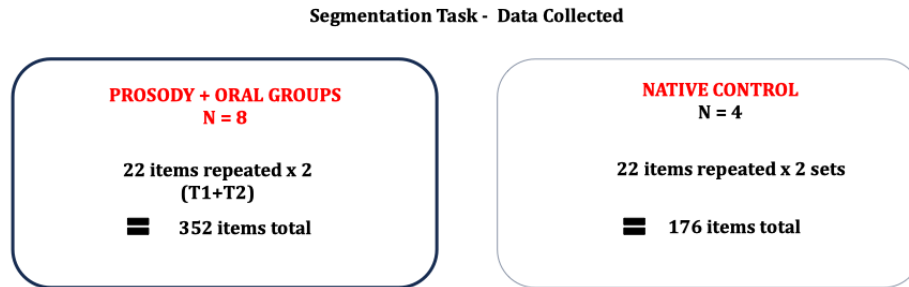 Segmentation Task - Data Collected
PROSODY + ORAL GROUPS
N = 8
22 items repeated x 2
(T1+T2)
= 352 items total
NATIVE CONTROL
N = 4
22 items repeated x 2 sets
= 176 items total